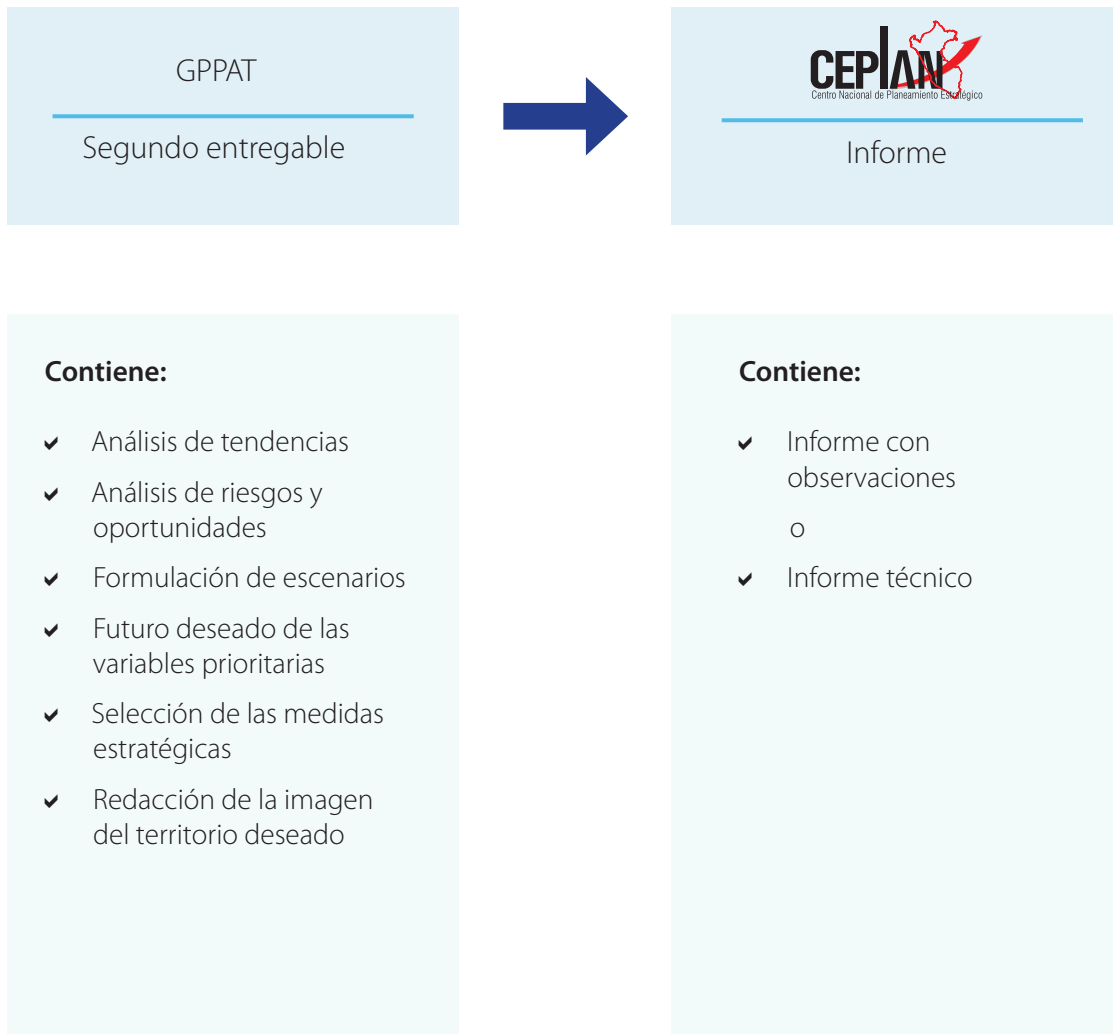 GPPAT
Segundo entregable
CEPLAN
Centro Nacional de Planeamiento Estratégico
Informe
Contiene:
✔ Análisis de tendencias
✔ Análisis de riesgos y
oportunidades
✔ Formulación de escenarios
✔ Futuro deseado de las
variables prioritarias
✔ Selección de las medidas
estratégicas
✔ Redacción de la imagen
del territorio deseado
Contiene:
✔ Informe con
observaciones
o
✔ Informe técnico